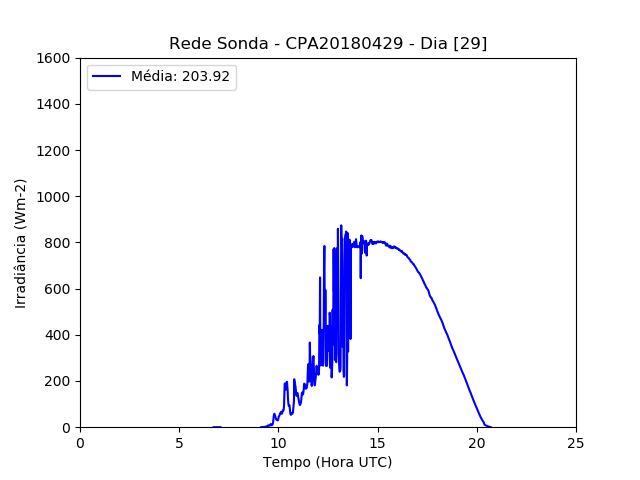 Rede Sonda - CPA20180429 - Dia [29]
Média: 203.92
1600
1400
1200
1000
800
600
400
200
0
Irradiância (Wm-2)
0 5 10 15 20 25
Tempo (Hora UTC)